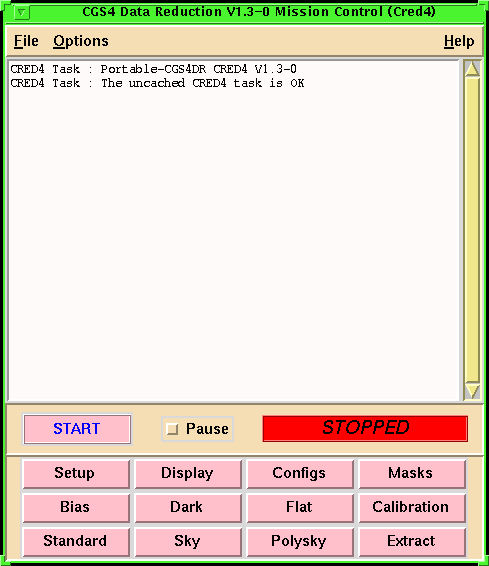 CGS4 Data Reduction V1.3-0 Mission Control (Cred4)
File Options Help
CRED4 Task : Portable-CGS4DR CRED4 V1.3-0
CRED4 Task : The uncached CRED4 task is OK
START Pause STOPPED
Setup Display Configs Masks
Bias Dark Flat Calibration
Standard Sky Polysky Extract